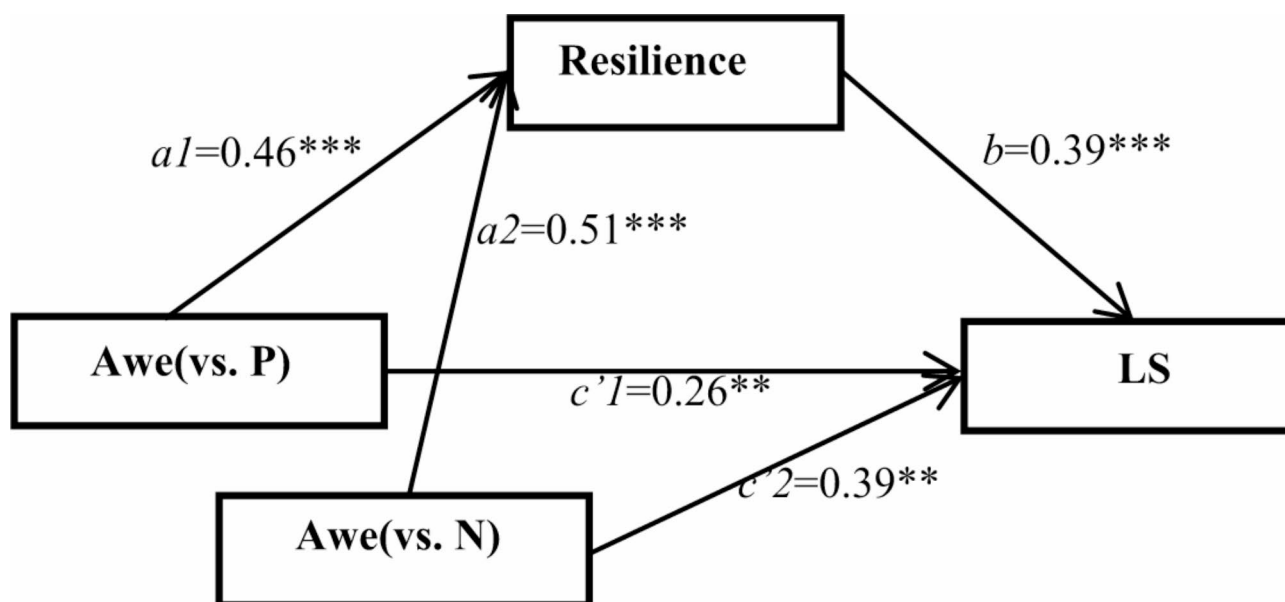 Resilience
a1=0.46***
b=0.39***
a2=0.51***
Awe(vs. P)
LS
c’1=0.26**
c’2=0.39**
Awe(vs. N)